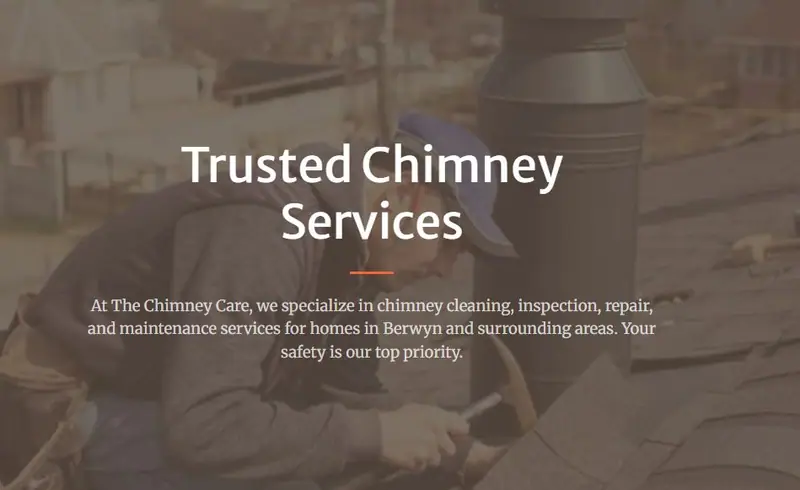 Trusted Chimney
Services
At The Chimney Care, we specialize in chimney cleaning, inspection, repair,
and maintenance services for homes in Berwyn and surrounding areas. Your
safety is our top priority.